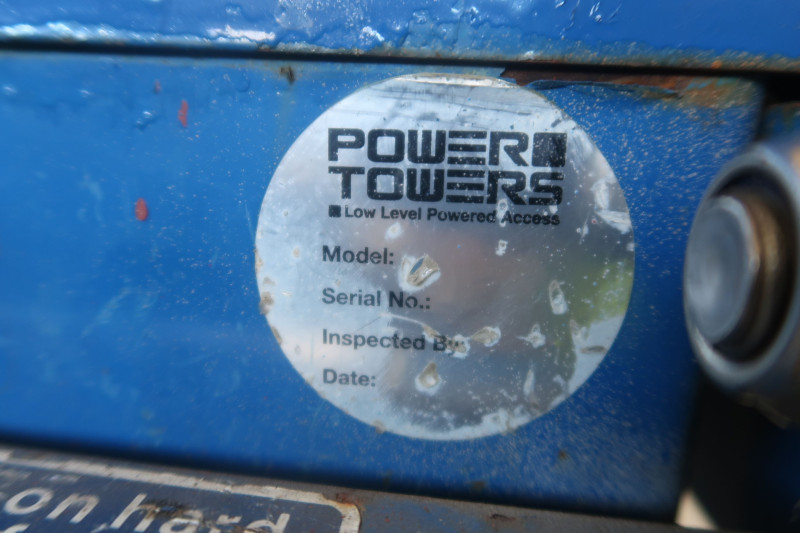 POWER
TOWERS
Low Level Powered Access
Model:
Serial No.:
Inspected By:
Date:
on hard